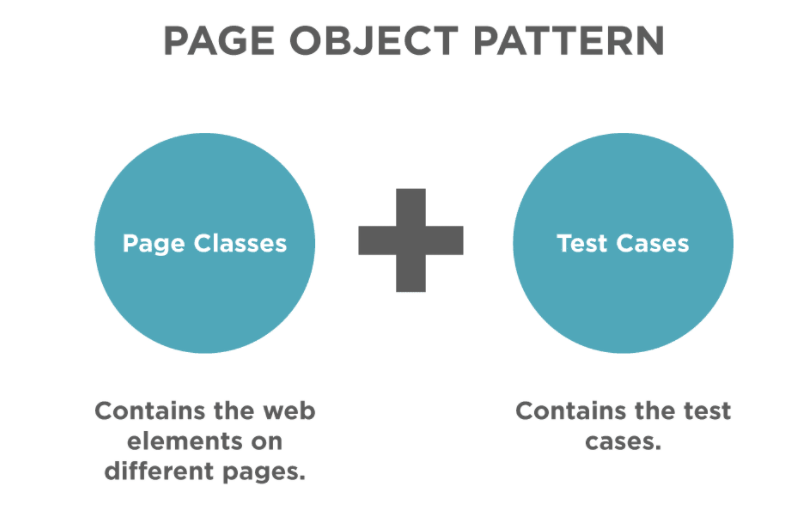 PAGE OBJECT PATTERN
Page Classes
Test Cases
Contains the web
elements on
different pages.
Contains the test
cases.